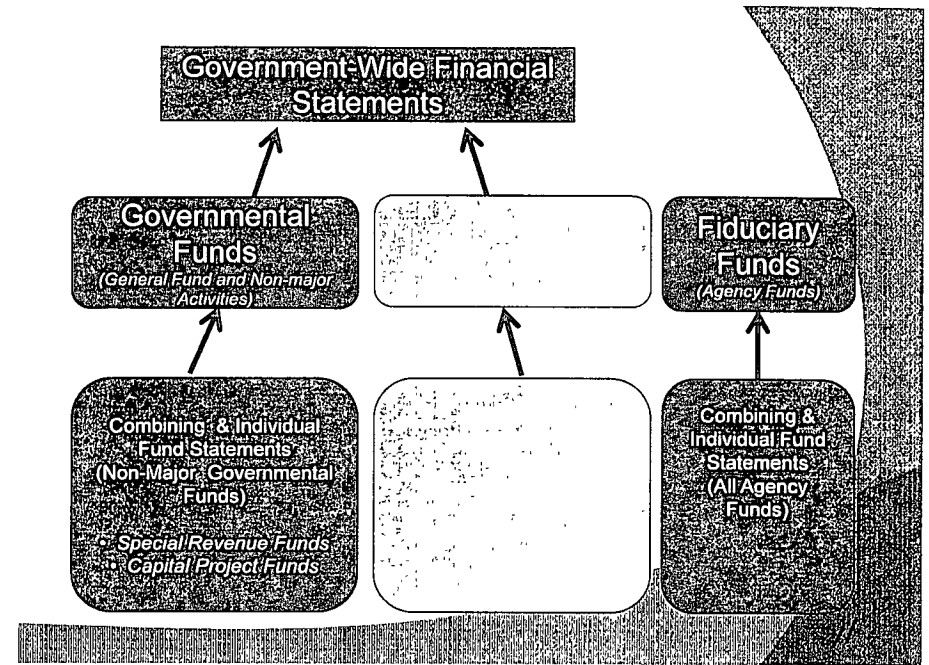 Government-Wide Financial
Statements
Governmental
Funds
(General Fund and Non-major
Activities)
Fiduciary
Funds
(Agency Funds)
Combining & Individual
Fund Statements
(Non-Major Governmental
Funds)
• Special Revenue Funds
• Capital Project Funds
Combining &
Individual Fund
Statements
(All Agency
Funds)